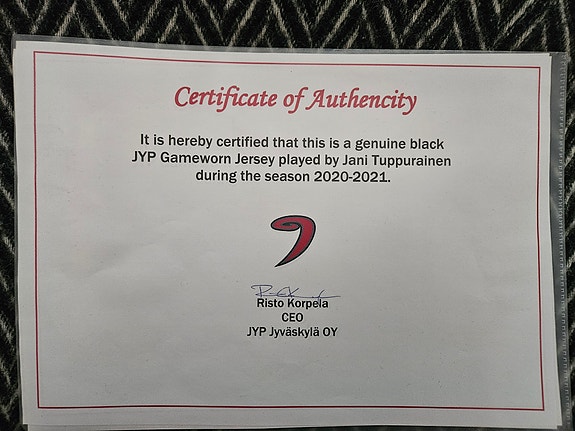 Certificate of Authencity
It is hereby certified that this is a genuine black
JYP Gameworn Jersey played by Jani Tuppurainen
during the season 2020-2021.
Risto Korpela
CEO
JYP Jyväskylä OY